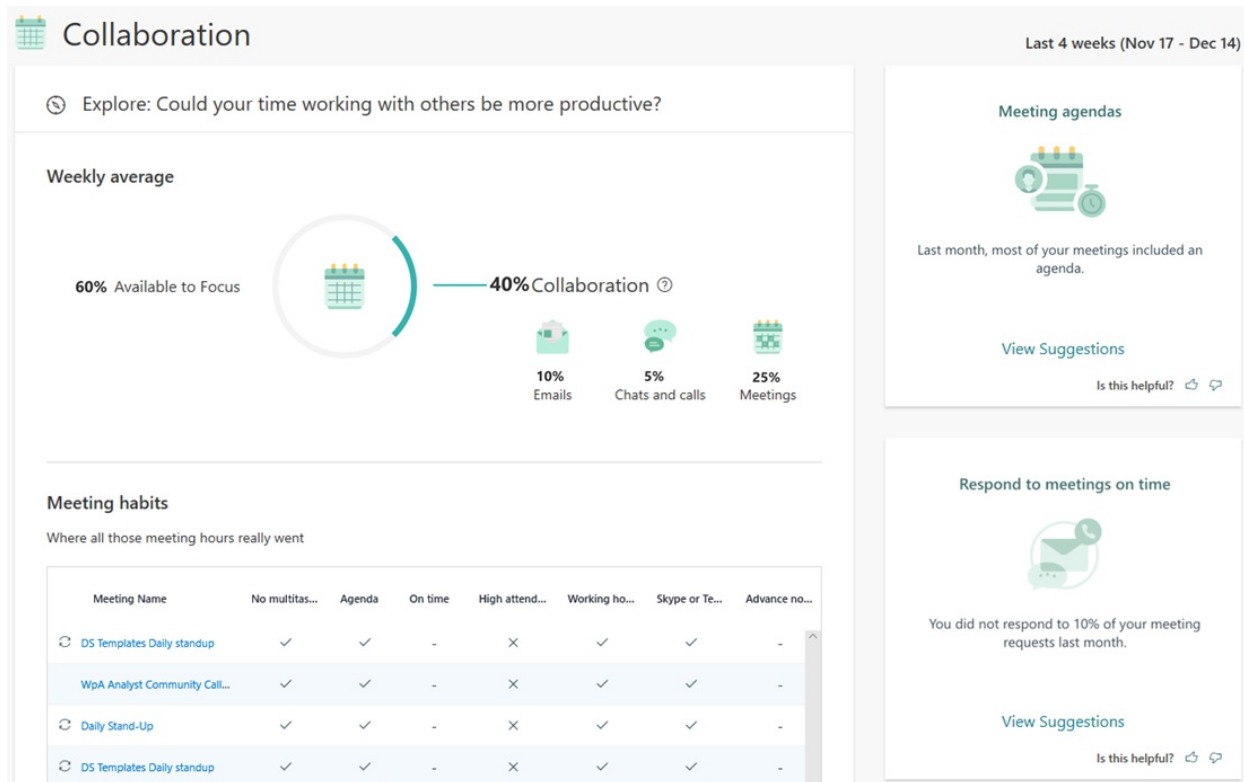 Collaboration
Last 4 weeks (Nov 17 - Dec 14)
Explore: Could your time working with others be more productive?
Weekly average
60% Available to Focus
40% Collaboration
10%
Emails
5%
Chats and calls
25%
Meetings
Meeting habits
Where all those meeting hours really went
Meeting Name No multitas... Agenda On time High attend... Working ho... Skype or Te... Advance no...
DS Templates Daily standup ✓ ✓ - ✕ ✓ ✓ -
WpA Analyst Community Call... ✓ ✓ - ✕ ✓ ✓ -
Daily Stand-Up ✓ ✓ - ✕ ✓ ✓ -
DS Templates Daily standup ✓ ✓ - ✕ ✓ ✓ -
Meeting agendas
Last month, most of your meetings included an
agenda.
View Suggestions
Is this helpful?
Respond to meetings on time
You did not respond to 10% of your meeting
requests last month.
View Suggestions
Is this helpful?